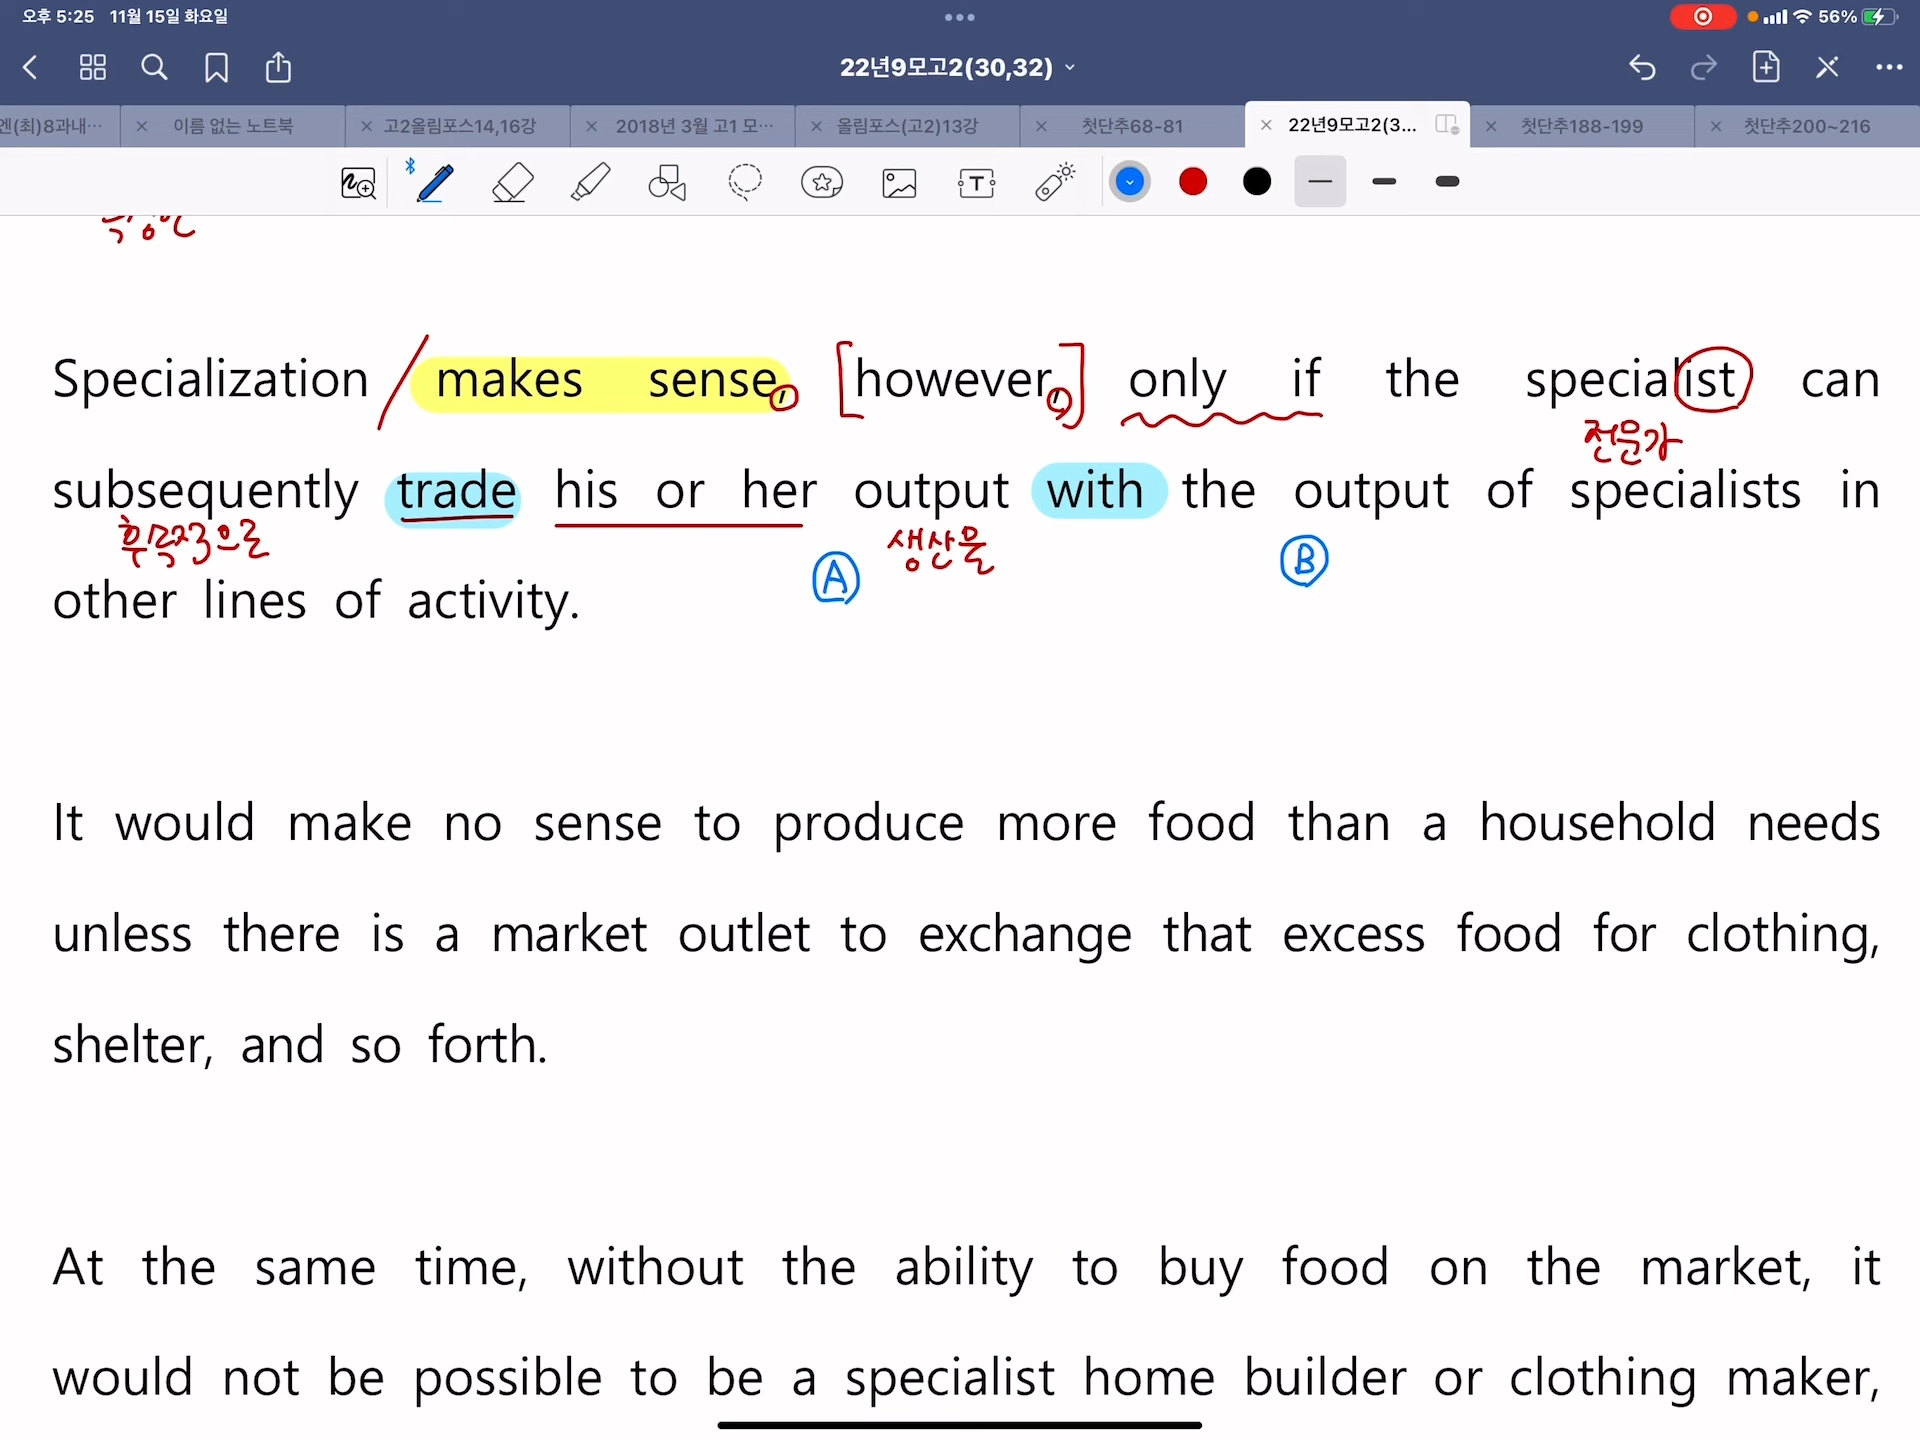 오후 5:25 11월 15일 화요일
56%
22년9모고2(30,32)
엔(최)8과내… 이름 없는 노트북 고2올림포스14,16강 2018년 3월 고1 모… 올림포스(고2)13강 첫단추68-81 22년9모고2(3... 첫단추188-199 첫단추200~216
Specialization makes sense, [however,] only if the specialist can
전문가
subsequently trade his or her output with the output of specialists in
후속적으로 A 생산물 B
other lines of activity.
It would make no sense to produce more food than a household needs
unless there is a market outlet to exchange that excess food for clothing,
shelter, and so forth.
At the same time, without the ability to buy food on the market, it
would not be possible to be a specialist home builder or clothing maker,